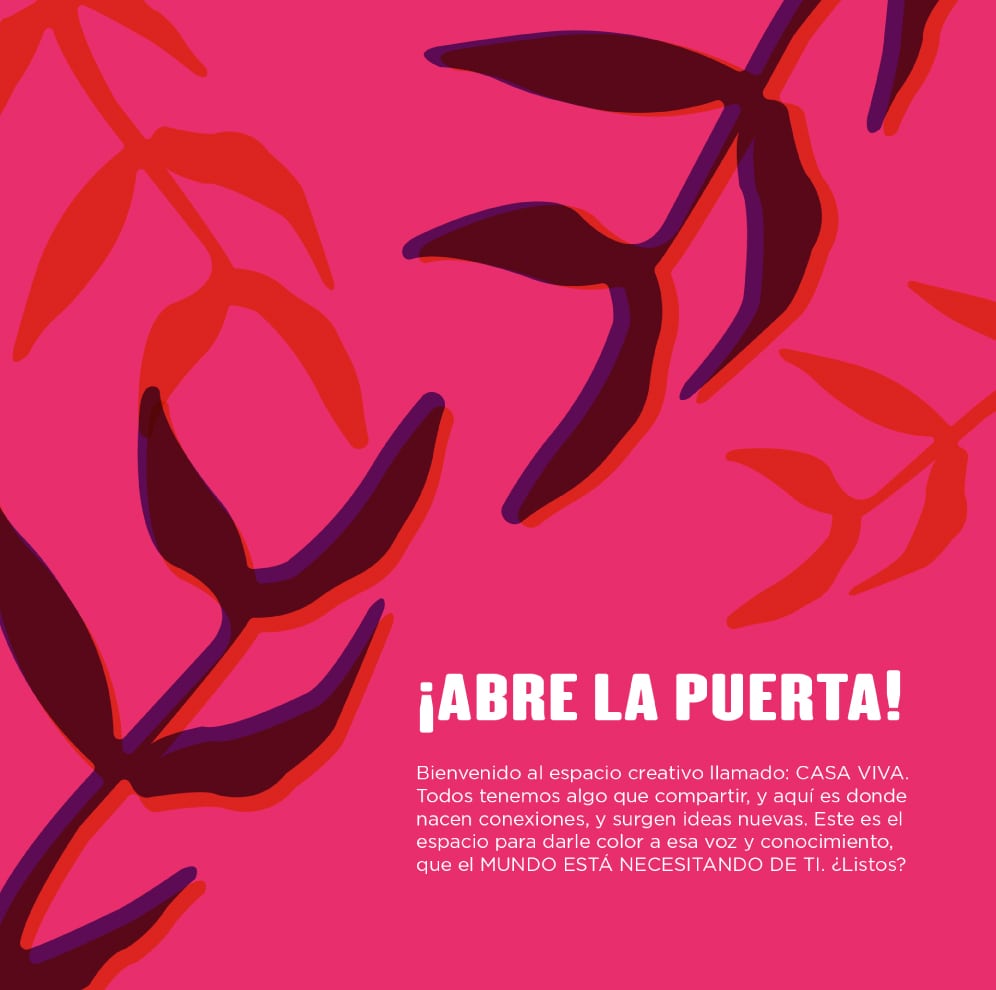 ¡ABRE LA PUERTA!
Bienvenido al espacio creativo llamado: CASA VIVA.
Todos tenemos algo que compartir, y aquí es donde
nacen conexiones, y surgen ideas nuevas. Este es el
espacio para darle color a esa voz y conocimiento,
que el MUNDO ESTÁ NECESITANDO DE TI. ¿Listos?